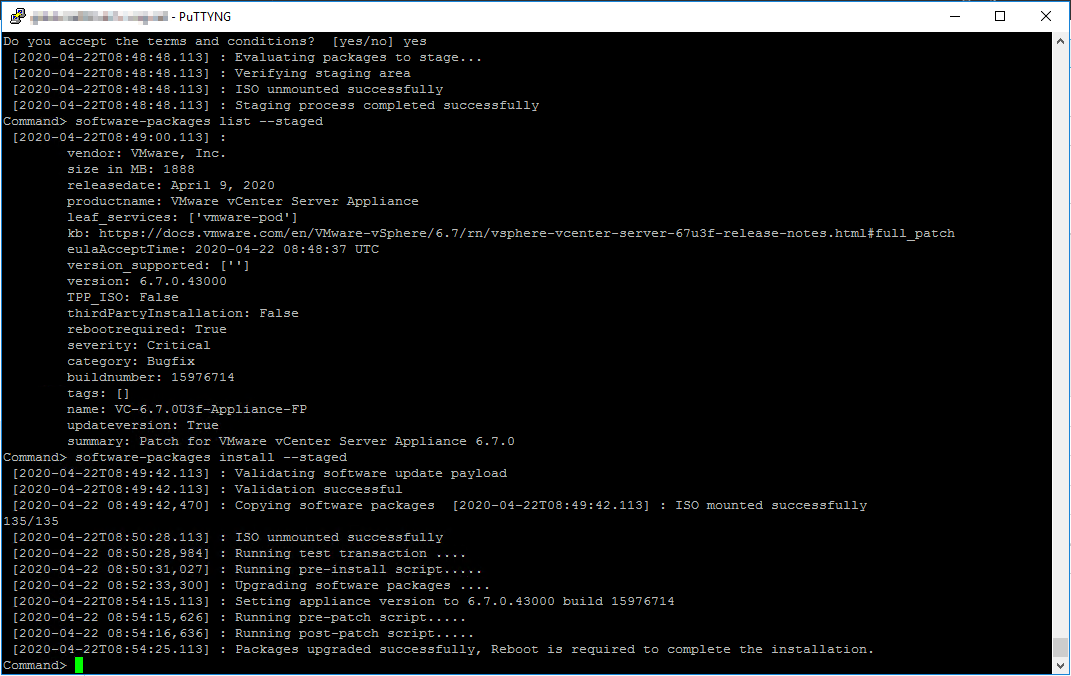 - PuTTYNG
Do you accept the terms and conditions?  [yes/no] yes
 [2020-04-22T08:48:48.113] : Evaluating packages to stage...
 [2020-04-22T08:48:48.113] : Verifying staging area
 [2020-04-22T08:48:48.113] : ISO unmounted successfully
 [2020-04-22T08:48:48.113] : Staging process completed successfully
Command> software-packages list --staged
 [2020-04-22T08:49:00.113] :
        vendor: VMware, Inc.
        size in MB: 1888
        releasedate: April 9, 2020
        productname: VMware vCenter Server Appliance
        leaf_services: ['vmware-pod']
        kb: https://docs.vmware.com/en/VMware-vSphere/6.7/rn/vsphere-vcenter-server-67u3f-release-notes.html#full_patch
        eulaAcceptTime: 2020-04-22 08:48:37 UTC
        version_supported: ['']
        version: 6.7.0.43000
        TPP_ISO: False
        thirdPartyInstallation: False
        rebootrequired: True
        severity: Critical
        category: Bugfix
        buildnumber: 15976714
        tags: []
        name: VC-6.7.0U3f-Appliance-FP
        updateversion: True
        summary: Patch for VMware vCenter Server Appliance 6.7.0
Command> software-packages install --staged
 [2020-04-22T08:49:42.113] : Validating software update payload
 [2020-04-22T08:49:42.113] : Validation successful
 [2020-04-22 08:49:42,470] : Copying software packages  [2020-04-22T08:49:42.113] : ISO mounted successfully
135/135
 [2020-04-22T08:50:28.113] : ISO unmounted successfully
 [2020-04-22 08:50:28,984] : Running test transaction ....
 [2020-04-22 08:50:31,027] : Running pre-install script.....
 [2020-04-22 08:52:33,300] : Upgrading software packages ....
 [2020-04-22T08:54:15.113] : Setting appliance version to 6.7.0.43000 build 15976714
 [2020-04-22 08:54:15,626] : Running pre-patch script.....
 [2020-04-22 08:54:16,636] : Running post-patch script.....
 [2020-04-22T08:54:25.113] : Packages upgraded successfully, Reboot is required to complete the installation.
Command>